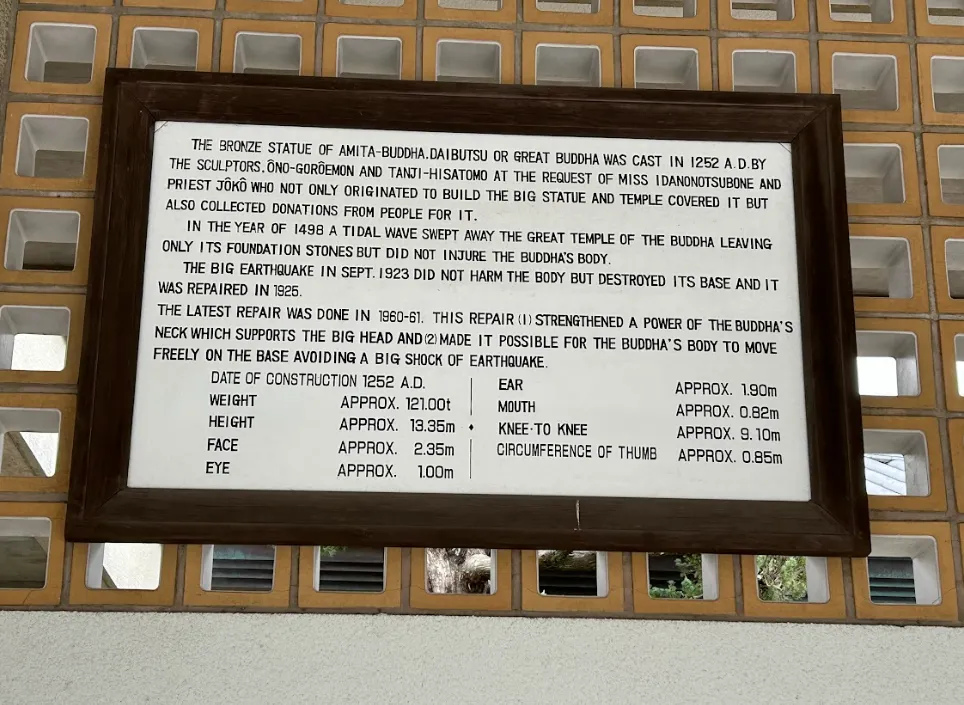 THE BRONZE STATUE OF AMITA-BUDDHA.DAIBUTSU OR GREAT BUDDHA WAS CAST IN 1252 A.D.BY
THE SCULPTORS.ÔNO-GORÔEMON AND TANJI-HISATOMO AT THE REQUEST OF MISS IDANONOTSUBONE AND
PRIEST JÔKÔ WHO NOT ONLY ORIGINATED TO BUILD THE BIG STATUE AND TEMPLE COVERED IT BUT
ALSO COLLECTED DONATIONS FROM PEOPLE FOR IT.
IN THE YEAR OF 1498 A TIDAL WAVE SWEPT AWAY THE GREAT TEMPLE OF THE BUDDHA LEAVING
ONLY ITS FOUNDATION STONES BUT DID NOT INJURE THE BUDDHA'S BODY.
THE BIG EARTHQUAKE IN SEPT.1923 DID NOT HARM THE BODY BUT DESTROYED ITS BASE AND IT
WAS REPAIRED IN 1925.
THE LATEST REPAIR WAS DONE IN 1960-61. THIS REPAIR (1) STRENGTHENED A POWER OF THE BUDDHA'S
NECK WHICH SUPPORTS THE BIG HEAD AND (2) MADE IT POSSIBLE FOR THE BUDDHA'S BODY TO MOVE
FREELY ON THE BASE AVOIDING A BIG SHOCK OF EARTHQUAKE.
DATE OF CONSTRUCTION 1252 A.D.
WEIGHT APPROX. 121.00t
HEIGHT APPROX. 13.35m
FACE APPROX. 2.35m
EYE APPROX. 1.00m
EAR APPROX. 1.90m
MOUTH APPROX. 0.82m
KNEE-TO KNEE APPROX. 9.10m
CIRCUMFERENCE OF THUMB APPROX. 0.85m